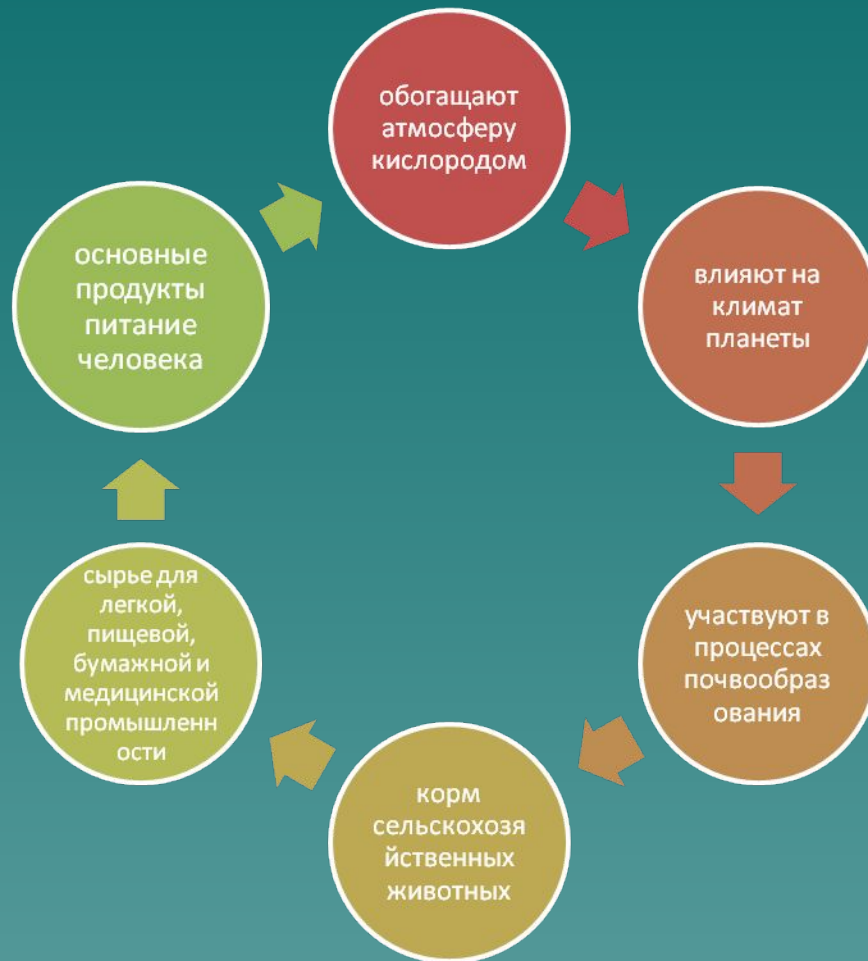 обогащают
атмосферу
кислородом
влияют на
климат
планеты
участвуют в
процессах
почвообраз
ования
корм
сельскохозя
йственных
животных
сырье для
легкой,
пищевой,
бумажной и
медицинской
промышленн
ости
основные
продукты
питание
человека